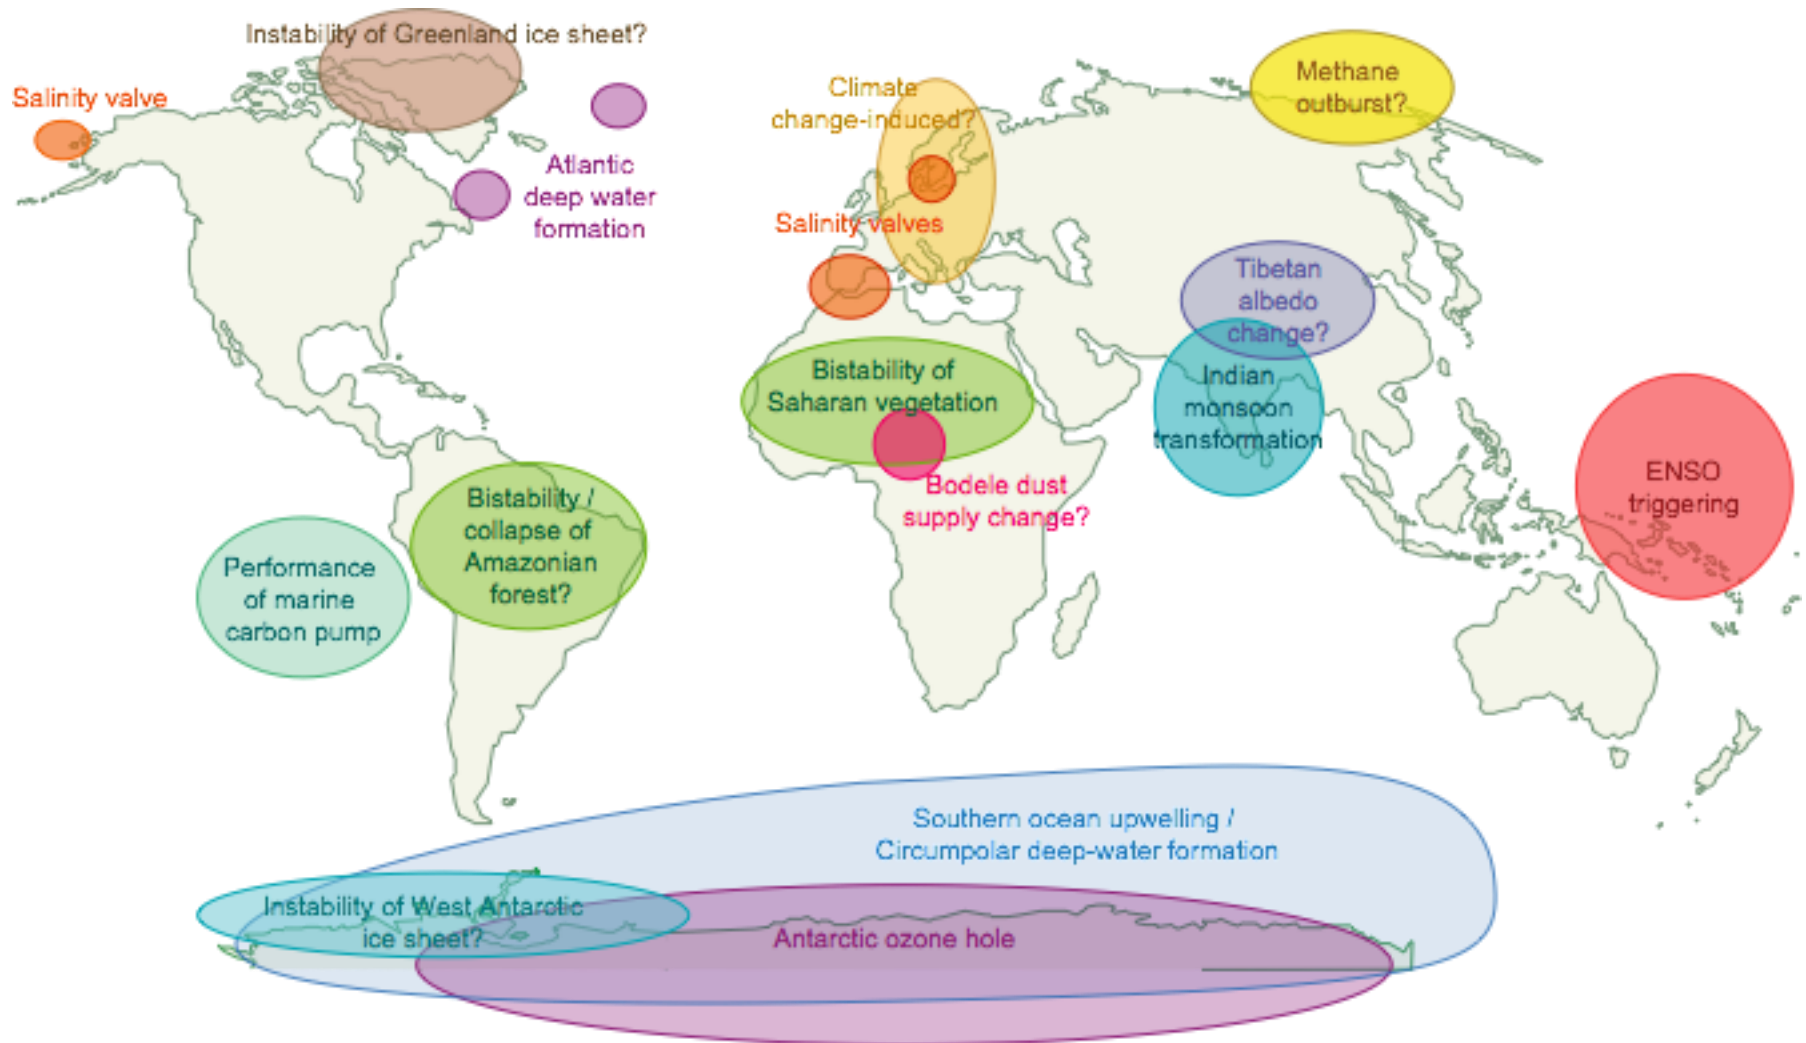 Instability of Greenland ice sheet?
Salinity valve
Atlantic
deep water
formation
Climate
change-induced?
Salinity valves
Methane
outburst?
Tibetan
albedo
change?
Indian
monsoon
transformation
Bistability of
Saharan vegetation
Bodele dust
supply change?
ENSO
triggering
Bistability /
collapse of
Amazonian
forest?
Performance
of marine
carbon pump
Southern ocean upwelling /
Circumpolar deep-water formation
Instability of West Antarctic
ice sheet?
Antarctic ozone hole